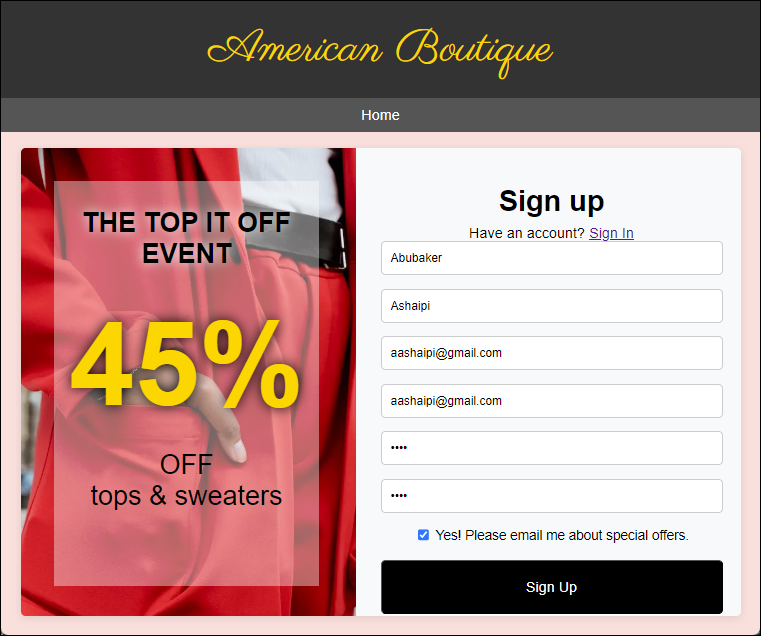 American Boutique
Home
THE TOP IT OFF
EVENT
45%
OFF
tops & sweaters
Sign up
Have an account? Sign In
Abubaker
Ashaipi
aashaipi@gmail.com
aashaipi@gmail.com
••••
••••
Yes! Please email me about special offers.
Sign Up